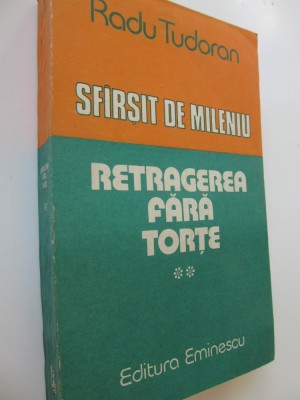 Radu Tudoran
SFÎRȘIT DE MILENIU
RETRAGEREA
FĂRĂ
TORȚE
**
Editura Eminescu